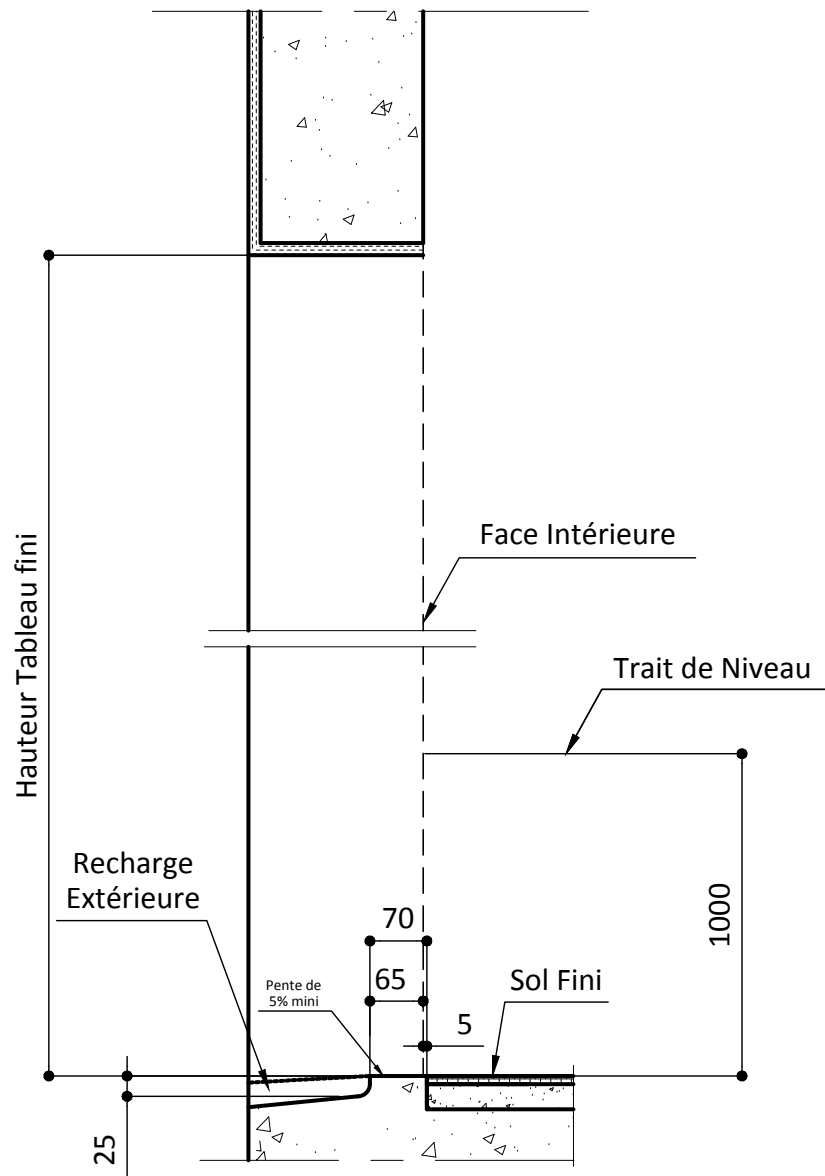 Hauteur Tableau fini
Face Intérieure
Trait de Niveau
Recharge
Extérieure
70
65
Pente de
5% mini
5
Sol Fini
1000
25